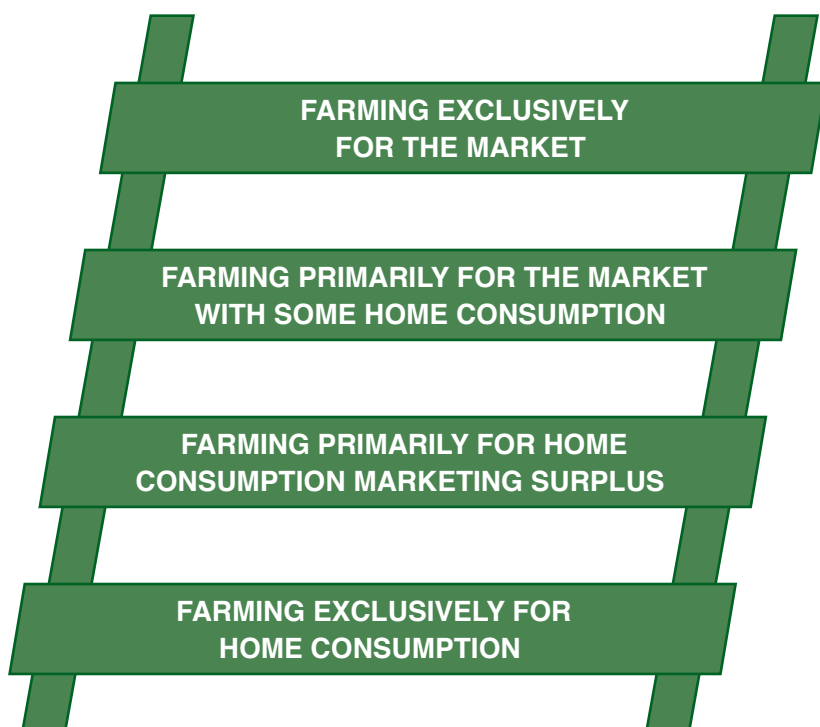 FARMING EXCLUSIVELY
FOR THE MARKET
FARMING PRIMARILY FOR THE MARKET
WITH SOME HOME CONSUMPTION
FARMING PRIMARILY FOR HOME
CONSUMPTION MARKETING SURPLUS
FARMING EXCLUSIVELY FOR
HOME CONSUMPTION